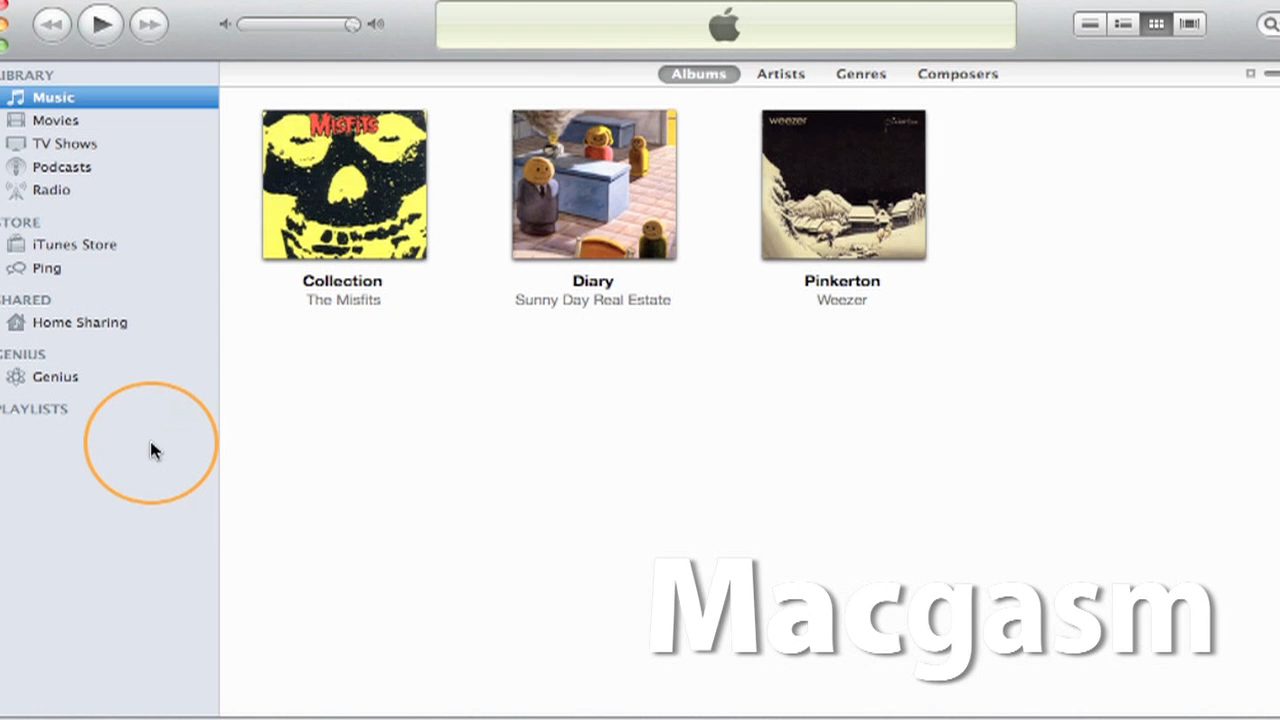 LIBRARY
Music
Movies
TV Shows
Podcasts
Radio
STORE
iTunes Store
Ping
SHARED
Home Sharing
GENIUS
Genius
PLAYLISTS
Albums Artists Genres Composers
MISFITS
weezer
Collection
The Misfits
Diary
Sunny Day Real Estate
Pinkerton
Weezer
Macgasm